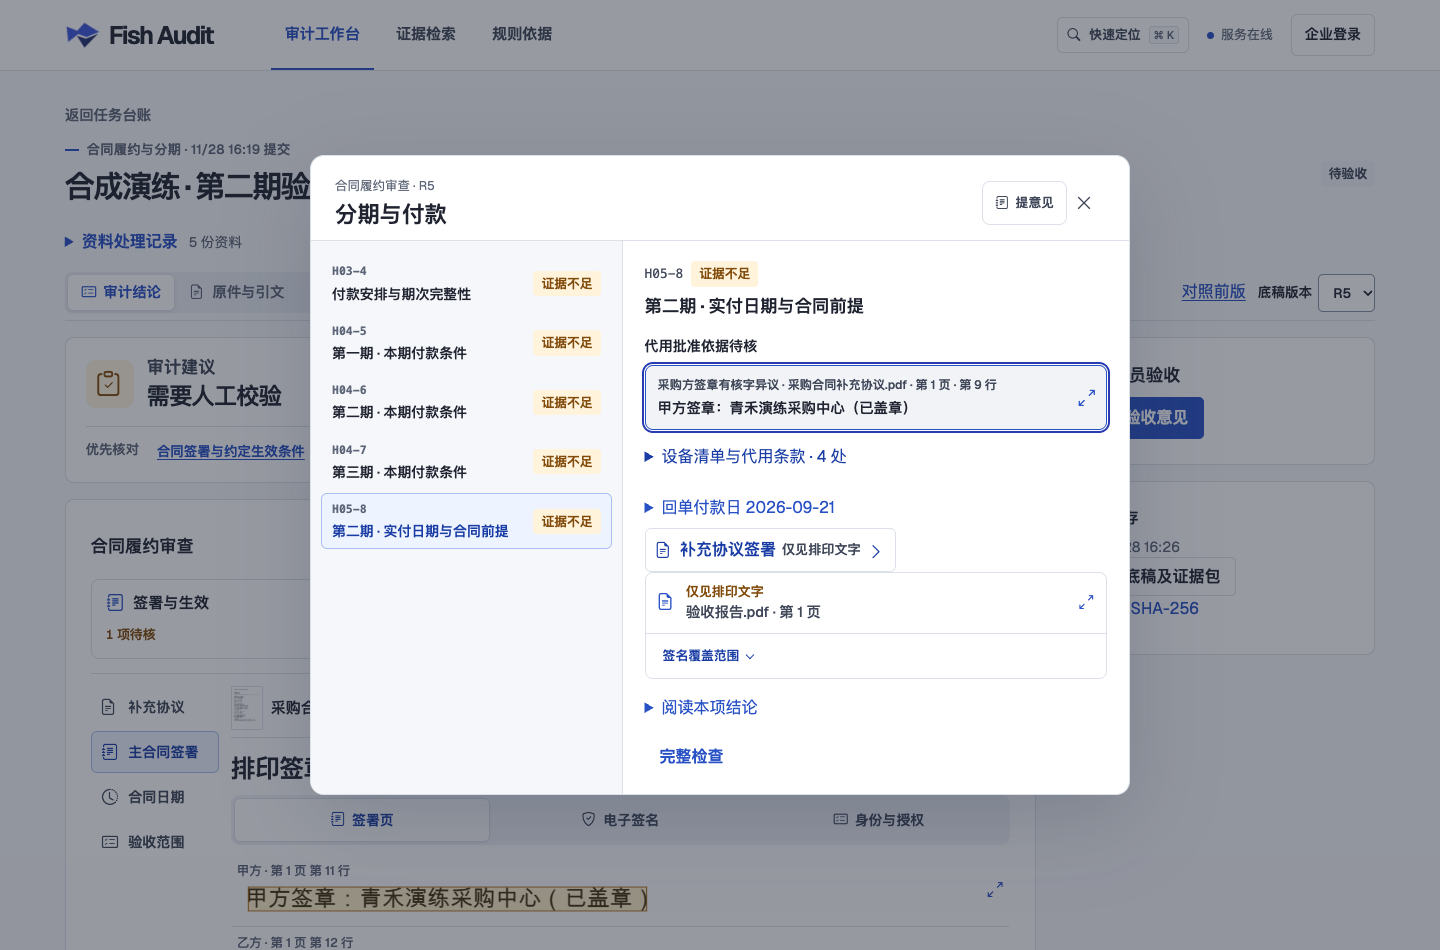 Fish Audit
审计工作台
证据检索
规则依据
快速定位 ⌘ K
服务在线
企业登录
返回任务台账
合同履约与分期 · 11/28 16:19 提交
合成演练 · 第二期验
待验收
资料处理记录 5 份资料
审计结论
原件与引文
对照前版
底稿版本
R5
审计建议
需要人工校验
优先核对 合同签署与约定生效条件
员验收
验收意见
合同履约审查
签署与生效
1 项待核
补充协议
主合同签署
合同日期
验收范围
采购合
排印签章
签署页
电子签名
身份与授权
甲方 · 第 1 页 第 11 行
甲方签章：青禾演练采购中心（已盖章）
乙方 · 第 1 页 第 12 行
存
28 16:26
底稿及证据包
SHA-256
合同履约审查 · R5
分期与付款
提意见
H03-4
付款安排与期次完整性
证据不足
H04-5
第一期 · 本期付款条件
证据不足
H04-6
第二期 · 本期付款条件
证据不足
H04-7
第三期 · 本期付款条件
证据不足
H05-8
第二期 · 实付日期与合同前提
证据不足
H05-8 证据不足
第二期 · 实付日期与合同前提
代用批准依据待核
采购方签章有核字异议 · 采购合同补充协议.pdf · 第 1 页 · 第 9 行
甲方签章：青禾演练采购中心（已盖章）
设备清单与代用条款 · 4 处
回单付款日 2026-09-21
补充协议签署 仅见排印文字
仅见排印文字
验收报告.pdf · 第 1 页
签名覆盖范围
阅读本项结论
完整检查